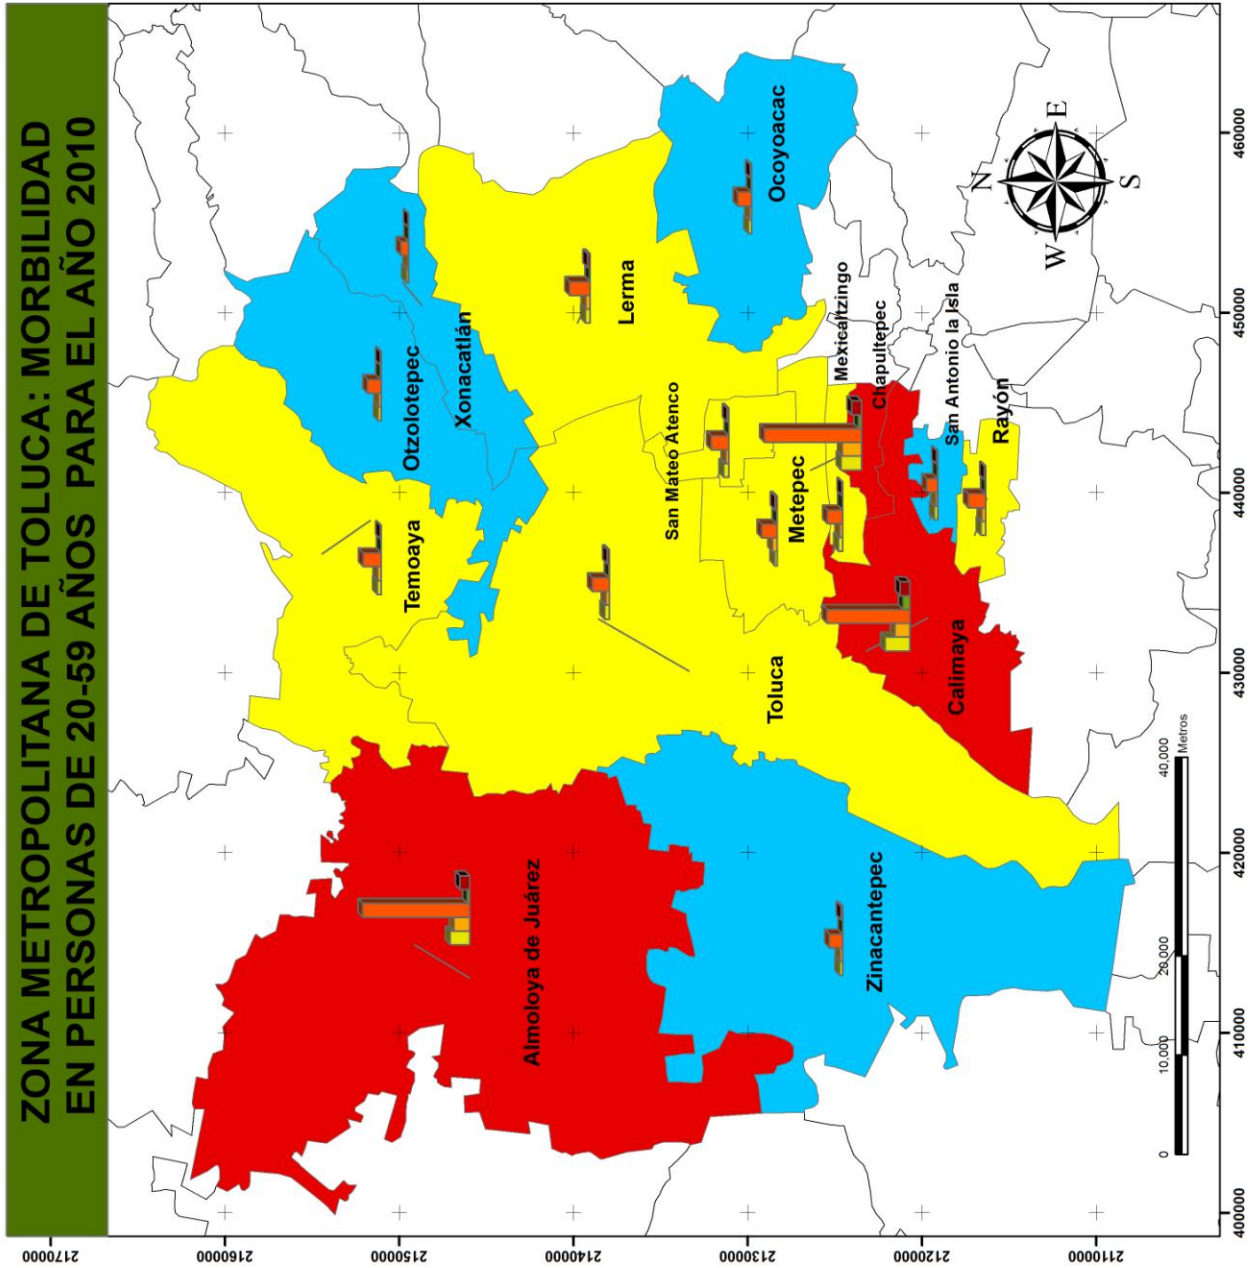 ZONA METROPOLITANA DE TOLUCA: MORBILIDAD
EN PERSONAS DE 20-59 AÑOS PARA EL AÑO 2010
2170000
2160000
2150000
2140000
2130000
2120000
2110000
400000
410000
420000
430000
440000
450000
460000
Otzolotepec
Xonacatlán
Temoaya
Lerma
Ocoyoacac
San Mateo Atenco
Metepec
Mexicaltzingo
Chapultepec
San Antonio la Isla
Rayón
Toluca
Calimaya
Almoloya de Juárez
Zinacantepec
N
E
S
W
0
10,000
20,000
40,000
Metros